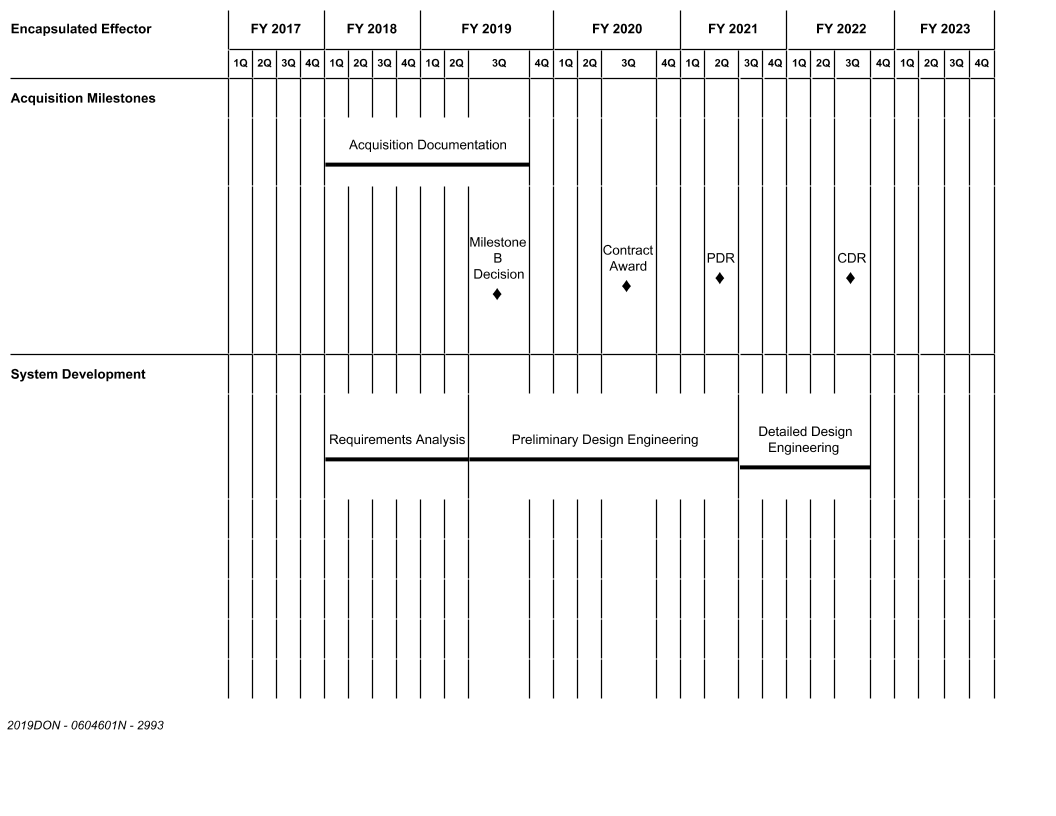 Encapsulated Effector FY 2017 FY 2018 FY 2019 FY 2020 FY 2021 FY 2022 FY 2023
1Q 2Q 3Q 4Q 1Q 2Q 3Q 4Q 1Q 2Q 3Q 4Q 1Q 2Q 3Q 4Q 1Q 2Q 3Q 4Q 1Q 2Q 3Q 4Q 1Q 2Q 3Q 4Q
Acquisition Milestones
Acquisition Documentation
Milestone
B
Decision
Contract
Award
PDR
CDR
System Development
Requirements Analysis
Preliminary Design Engineering
Detailed Design
Engineering
2019DON - 0604601N - 2993